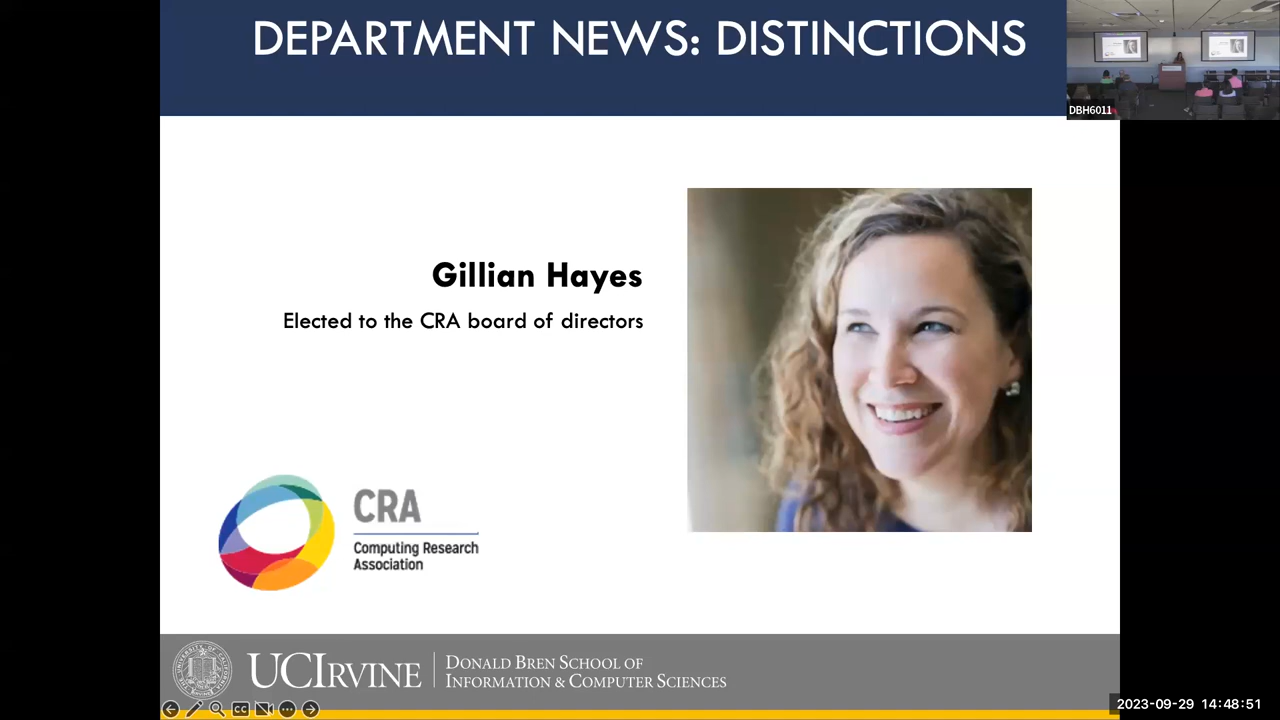 DEPARTMENT NEWS: DISTINCTIONS
DBH6011
Gillian Hayes
Elected to the CRA board of directors
CRA
Computing Research
Association
UCIRVINE
DONALD BREN SCHOOL OF
INFORMATION & COMPUTER SCIENCES
CC
2023-09-29 14:48:51